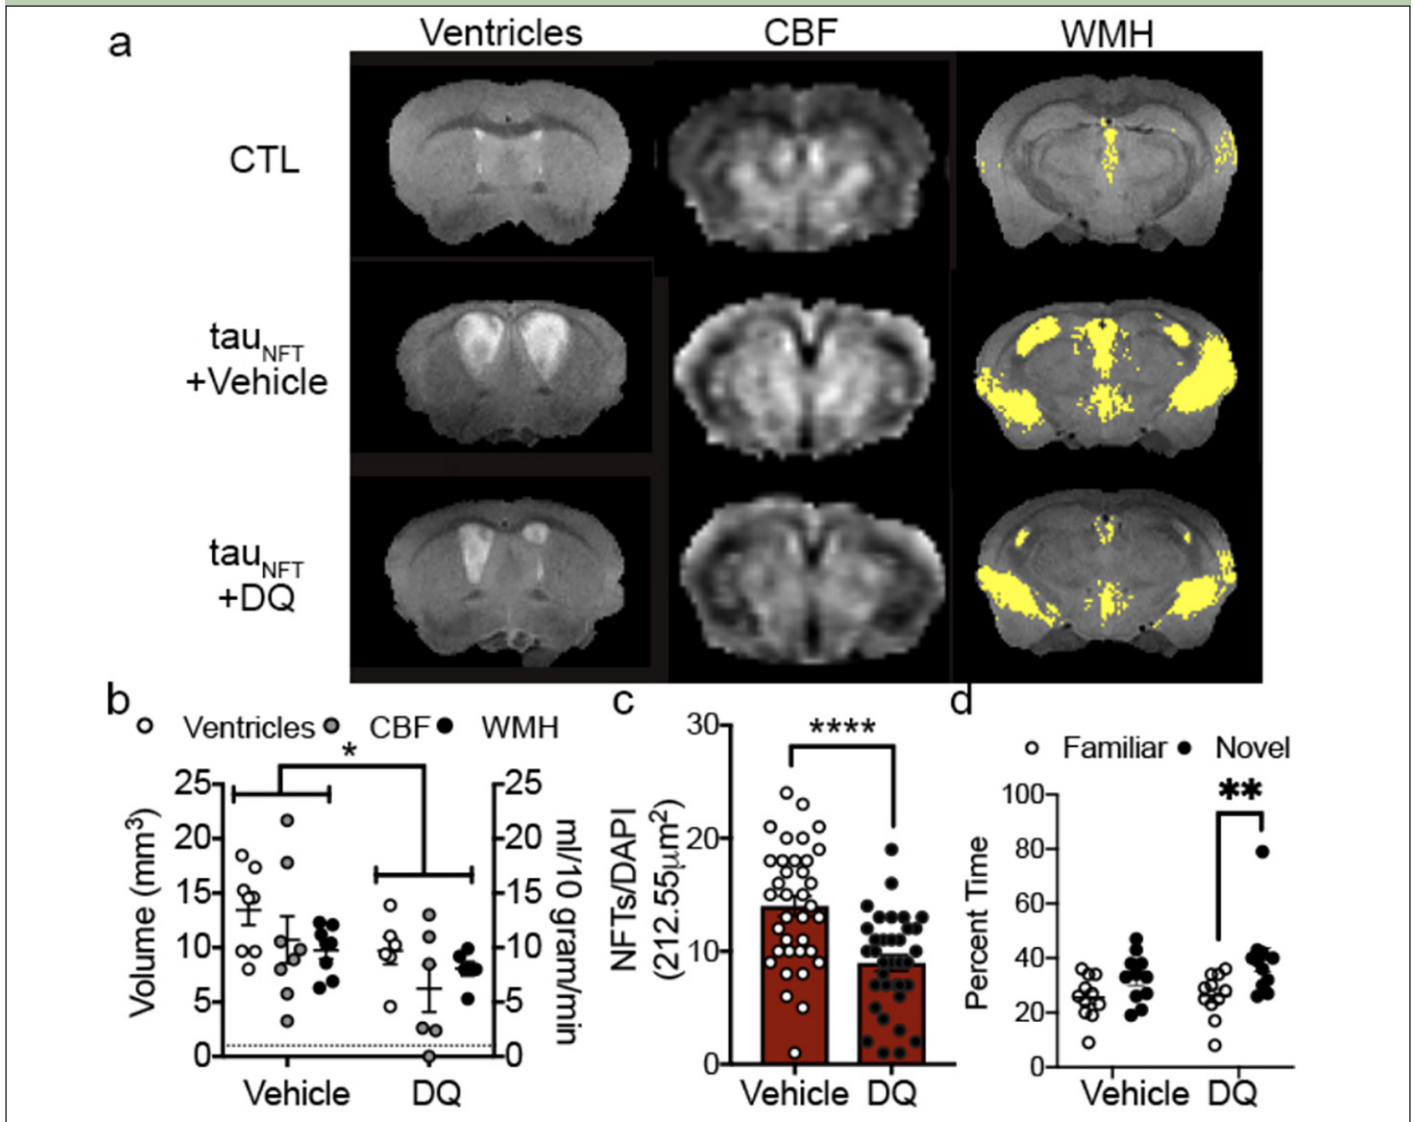 a
Ventricles CBF WMH
CTL
tauNFT
+Vehicle
tauNFT
+DQ
b
Ventricles CBF WMH
*
25
20
15
10
5
0
Volume (mm³)
25
20
15
10
5
0
ml/10 gram/min
Vehicle DQ
c
****
30
20
10
0
NFTs/DAPI
(212.55µm²)
Vehicle DQ
d
Familiar Novel
**
100
80
60
40
20
0
Percent Time
Vehicle DQ